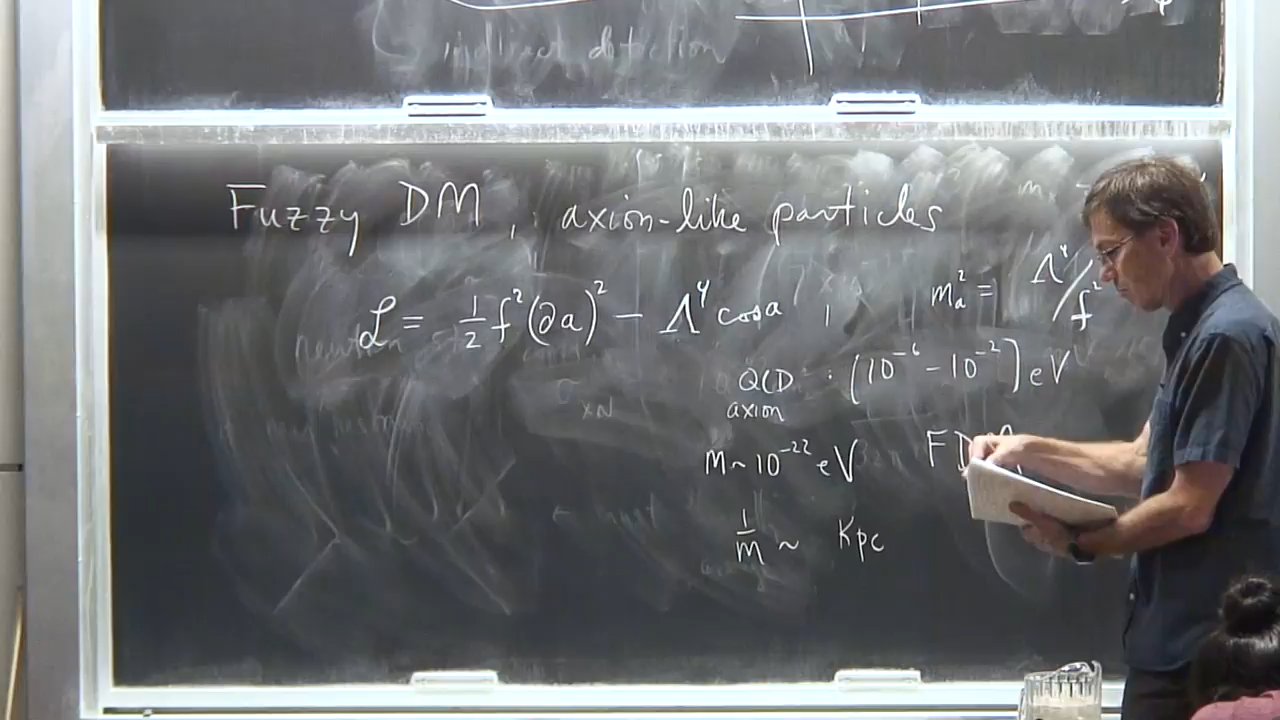 indirect detection
Fuzzy DM, axion-like particles
ℒ = ½ f²(∂a)² − Λ⁴ cos a , mₐ² = Λ⁴/f²
QCD axion : (10⁻⁶ − 10⁻²) eV
m ~ 10⁻²² eV FDM
1/m ~ Kpc